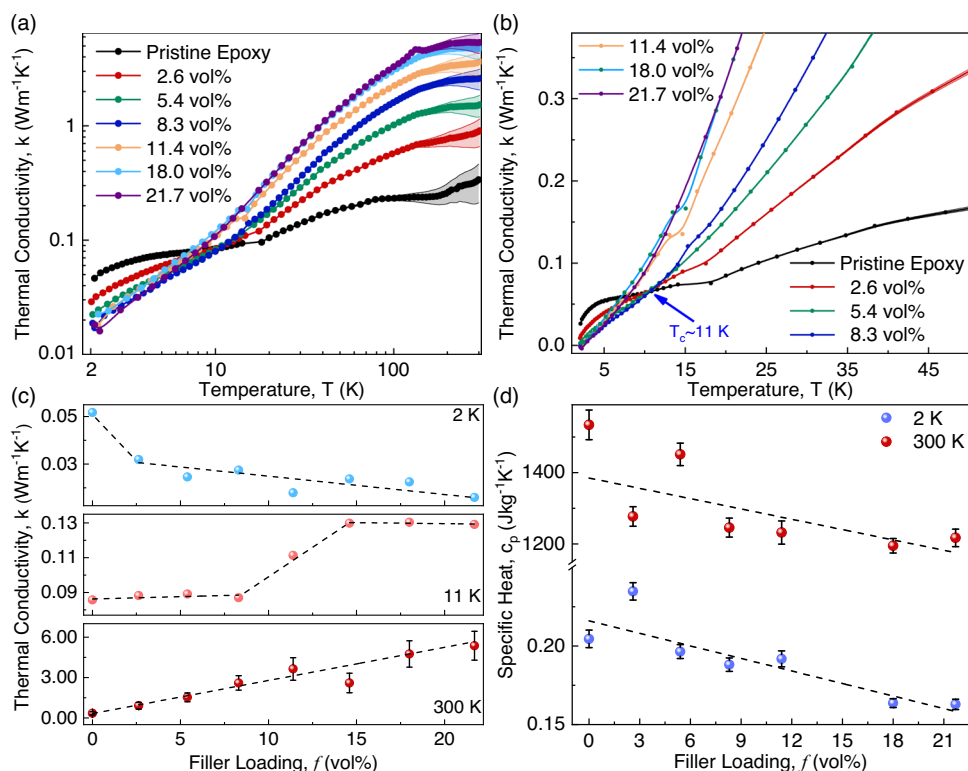 (a)
Thermal Conductivity, k (Wm⁻¹K⁻¹)
1
0.1
0.01
Pristine Epoxy
2.6 vol%
5.4 vol%
8.3 vol%
11.4 vol%
18.0 vol%
21.7 vol%
2
10
100
Temperature, T (K)
(b)
Thermal Conductivity, k (Wm⁻¹K⁻¹)
0.3
0.2
0.1
0.0
11.4 vol%
18.0 vol%
21.7 vol%
Pristine Epoxy
2.6 vol%
5.4 vol%
8.3 vol%
T_c~11 K
5 15 25 35 45
Temperature, T (K)
(c)
Thermal Conductivity, k (Wm⁻¹K⁻¹)
0.05
0.03
2 K
0.13
0.09
11 K
6.00
3.00
0.00
300 K
0 5 10 15 20
Filler Loading, f (vol%)
(d)
Specific Heat, c_p (Jkg⁻¹K⁻¹)
1400
1200
0.20
0.15
2 K
300 K
0 3 6 9 12 15 18 21
Filler Loading, f (vol%)